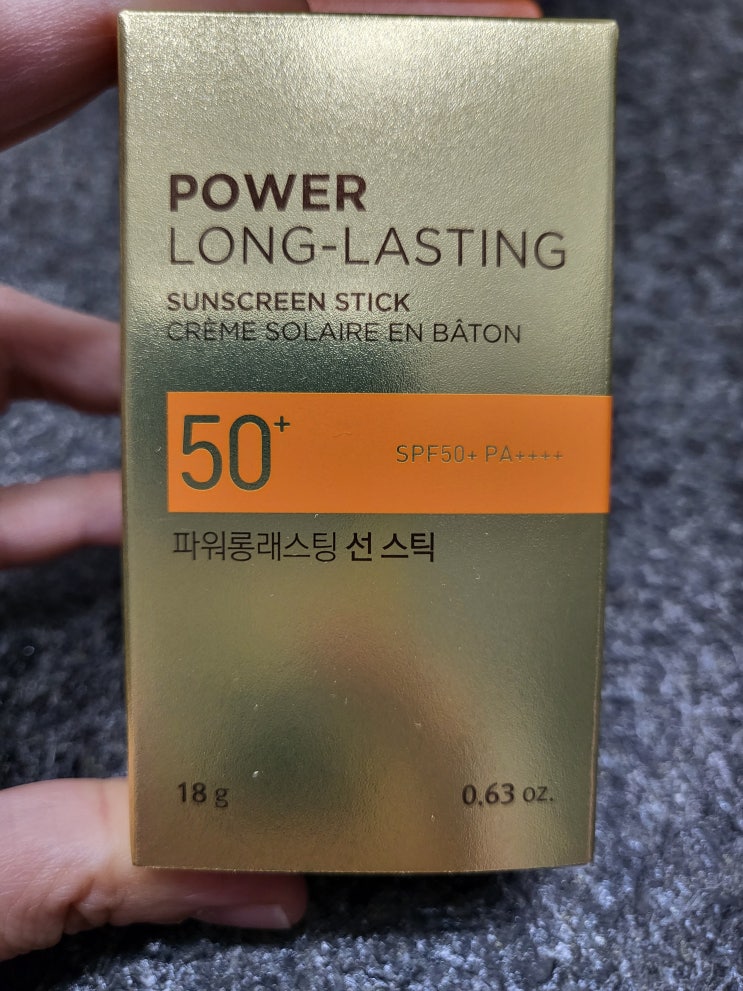 POWER
LONG-LASTING
SUNSCREEN STICK
CRÈME SOLAIRE EN BÂTON
50+ SPF50+ PA++++
파워롱래스팅 선 스틱
18 g 0.63 oz.